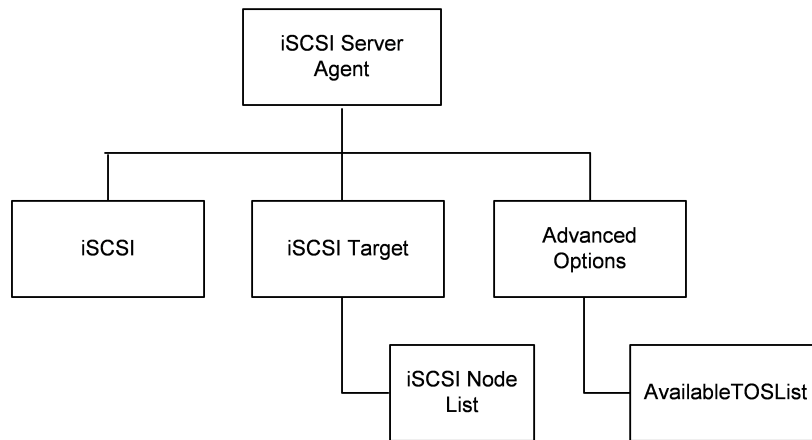 iSCSI Server
Agent
iSCSI
iSCSI Target
Advanced
Options
iSCSI Node
List
AvailableTOSList